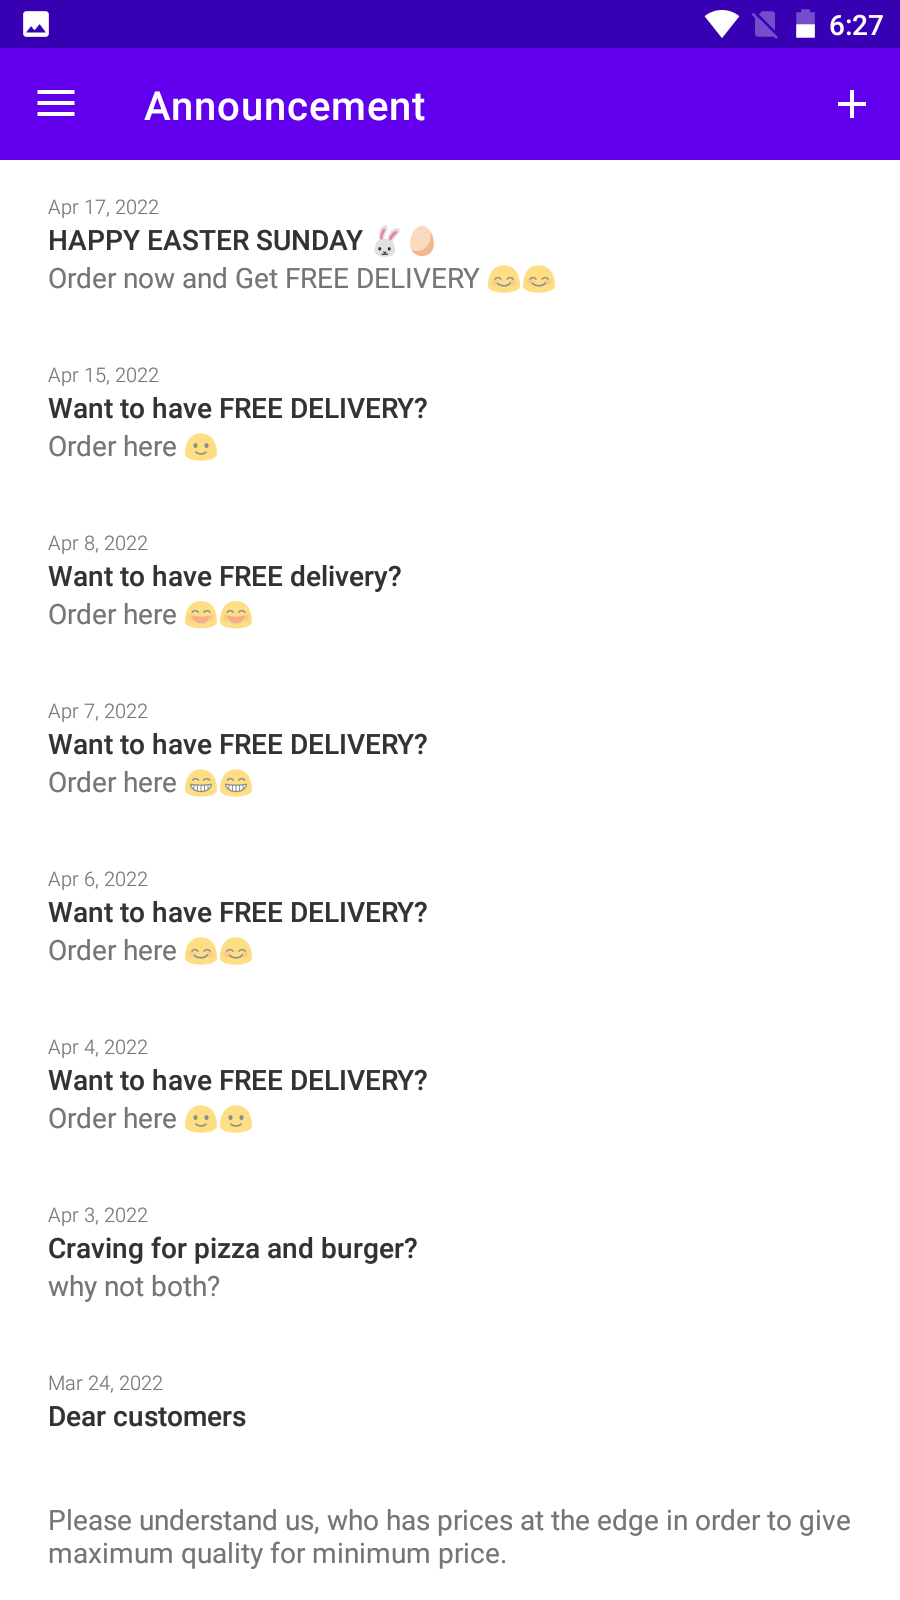 6:27
Announcement
Apr 17, 2022
HAPPY EASTER SUNDAY 🐰🥚
Order now and Get FREE DELIVERY 😊😊
Apr 15, 2022
Want to have FREE DELIVERY?
Order here 🙂
Apr 8, 2022
Want to have FREE delivery?
Order here 😄😄
Apr 7, 2022
Want to have FREE DELIVERY?
Order here 😁😁
Apr 6, 2022
Want to have FREE DELIVERY?
Order here 😊😊
Apr 4, 2022
Want to have FREE DELIVERY?
Order here 🙂🙂
Apr 3, 2022
Craving for pizza and burger?
why not both?
Mar 24, 2022
Dear customers
Please understand us, who has prices at the edge in order to give
maximum quality for minimum price.